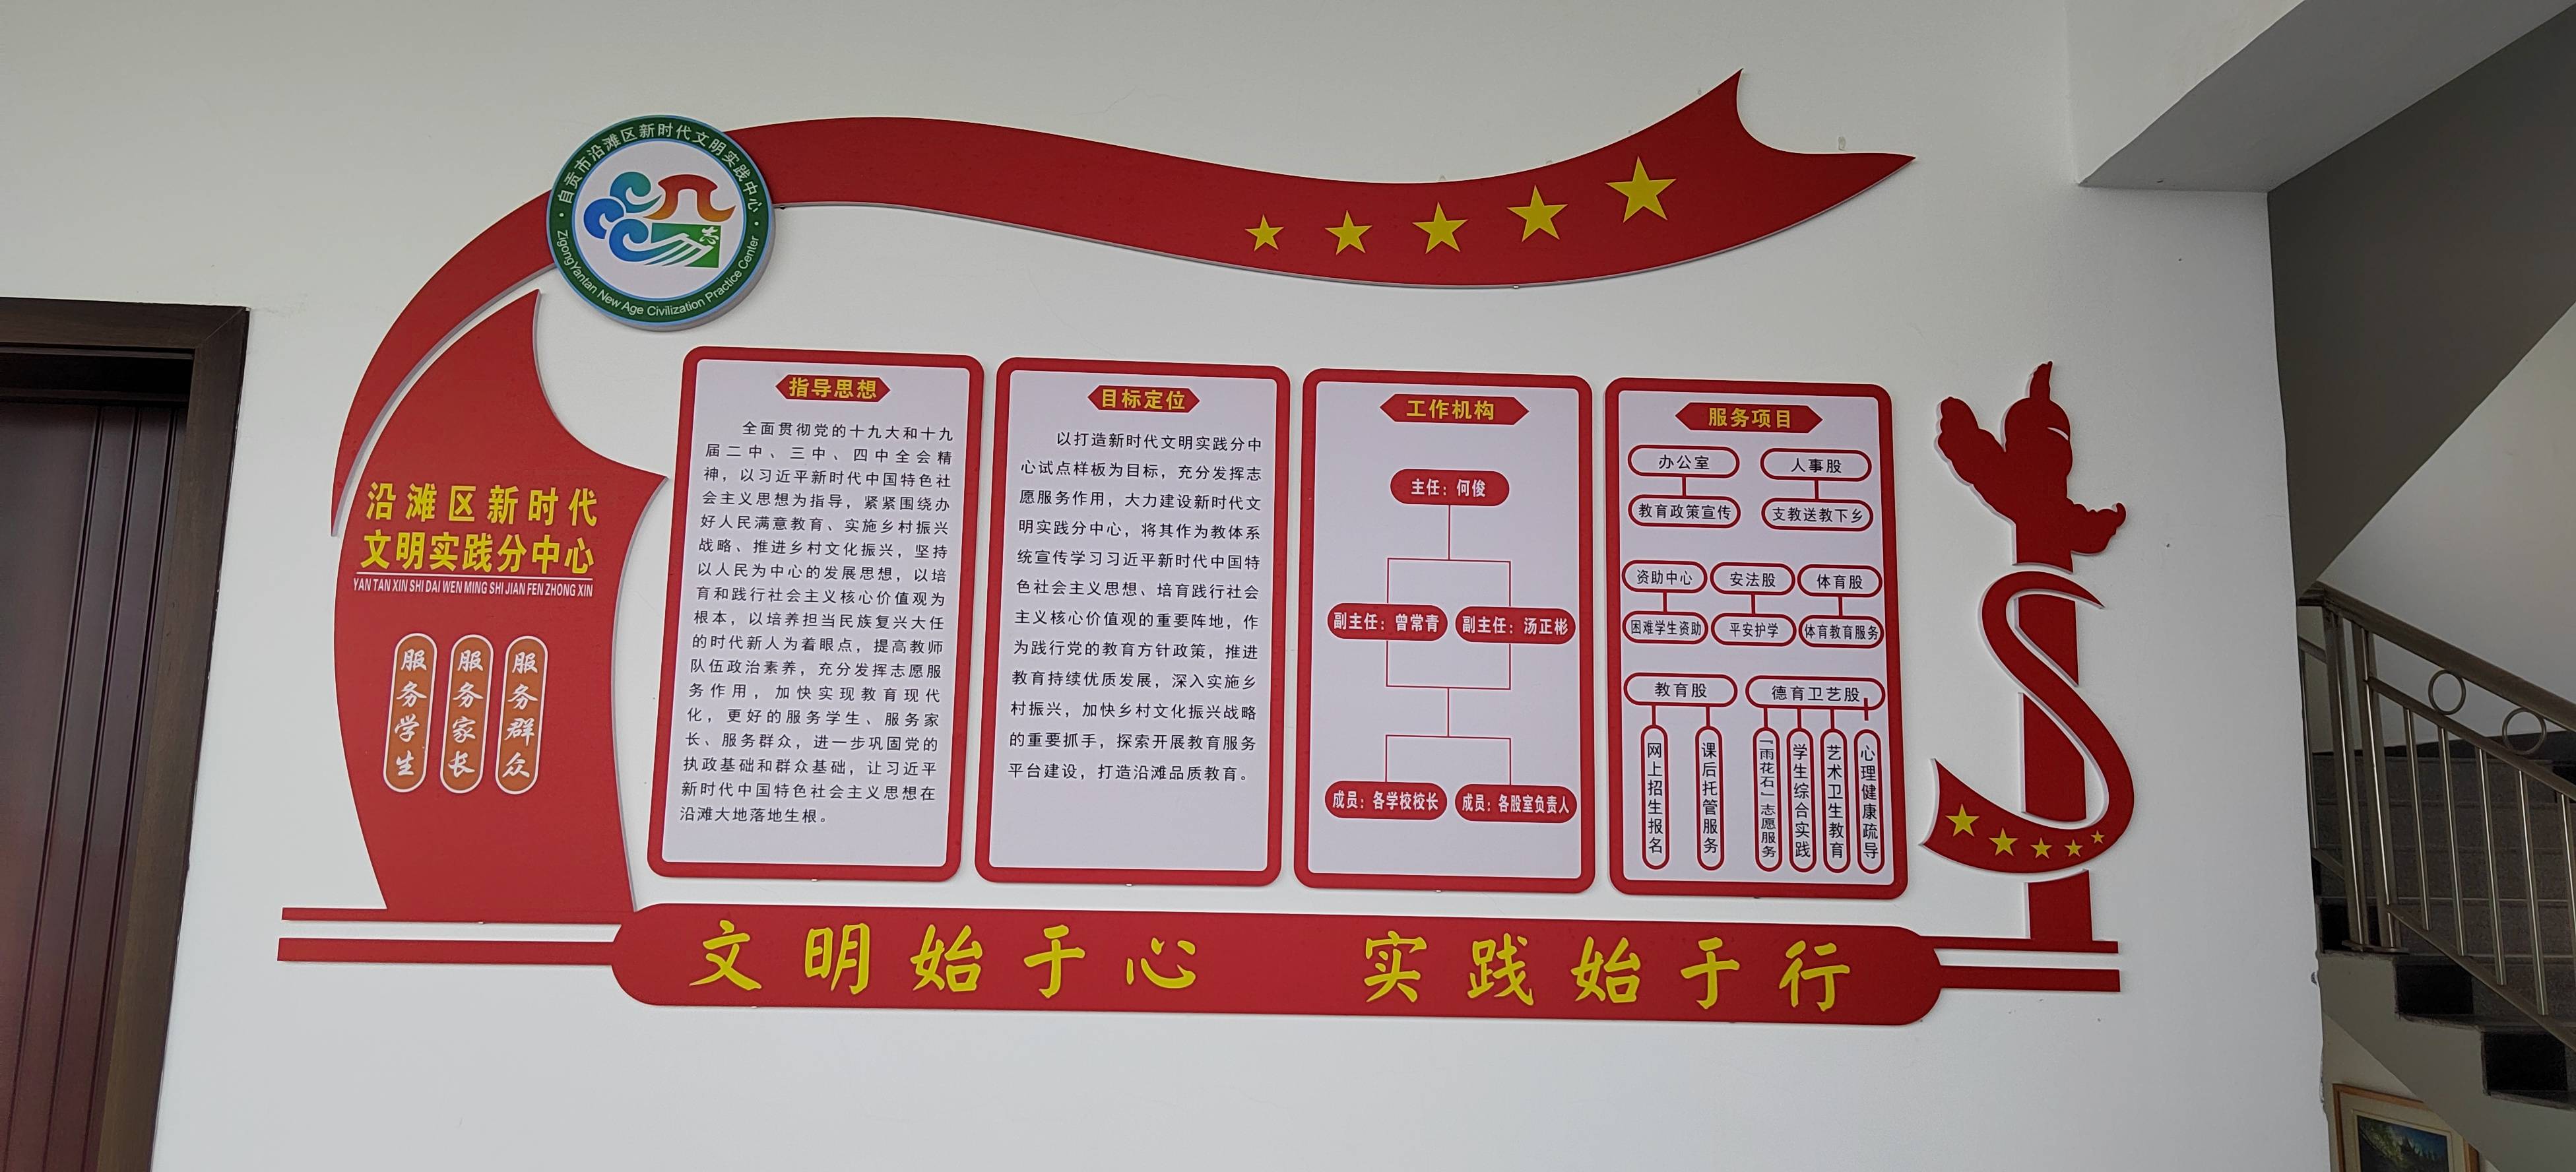 自贡市沿滩区新时代文明实践中心
ZigongYantan New Age Civilization Practice Center
沿滩区新时代
文明实践分中心
YAN TAN XIN SHI DAI WEN MING SHI JIAN FEN ZHONG XIN
服务学生
服务家长
服务群众
指导思想
全面贯彻党的十九大和十九
届二中、三中、四中全会精
神，以习近平新时代中国特色社
会主义思想为指导，紧紧围绕办
好人民满意教育、实施乡村振兴
战略、推进乡村文化振兴，坚持
以人民为中心的发展思想，以培
育和践行社会主义核心价值观为
根本，以培养担当民族复兴大任
的时代新人为着眼点，提高教师
队伍政治素养，充分发挥志愿服
务作用，加快实现教育现代
化，更好的服务学生、服务家
长、服务群众，进一步巩固党的
执政基础和群众基础，让习近平
新时代中国特色社会主义思想在
沿滩大地落地生根。
目标定位
以打造新时代文明实践分中
心试点样板为目标，充分发挥志
愿服务作用，大力建设新时代文
明实践分中心，将其作为教体系
统宣传学习习近平新时代中国特
色社会主义思想、培育践行社会
主义核心价值观的重要阵地，作
为践行党的教育方针政策，推进
教育持续优质发展，深入实施乡
村振兴，加快乡村文化振兴战略
的重要抓手，探索开展教育服务
平台建设，打造沿滩品质教育。
工作机构
主任：何俊
副主任：曾常青
副主任：汤正彬
成员：各学校校长
成员：各股室负责人
服务项目
办公室
人事股
教育政策宣传
支教送教下乡
资助中心
安法股
体育股
困难学生资助
平安护学
体育教育服务
教育股
德育卫艺股
网上招生报名
课后托管服务
「雨花石」志愿服务
学生综合实践
艺术卫生教育
心理健康疏导
文明始于心 实践始于行